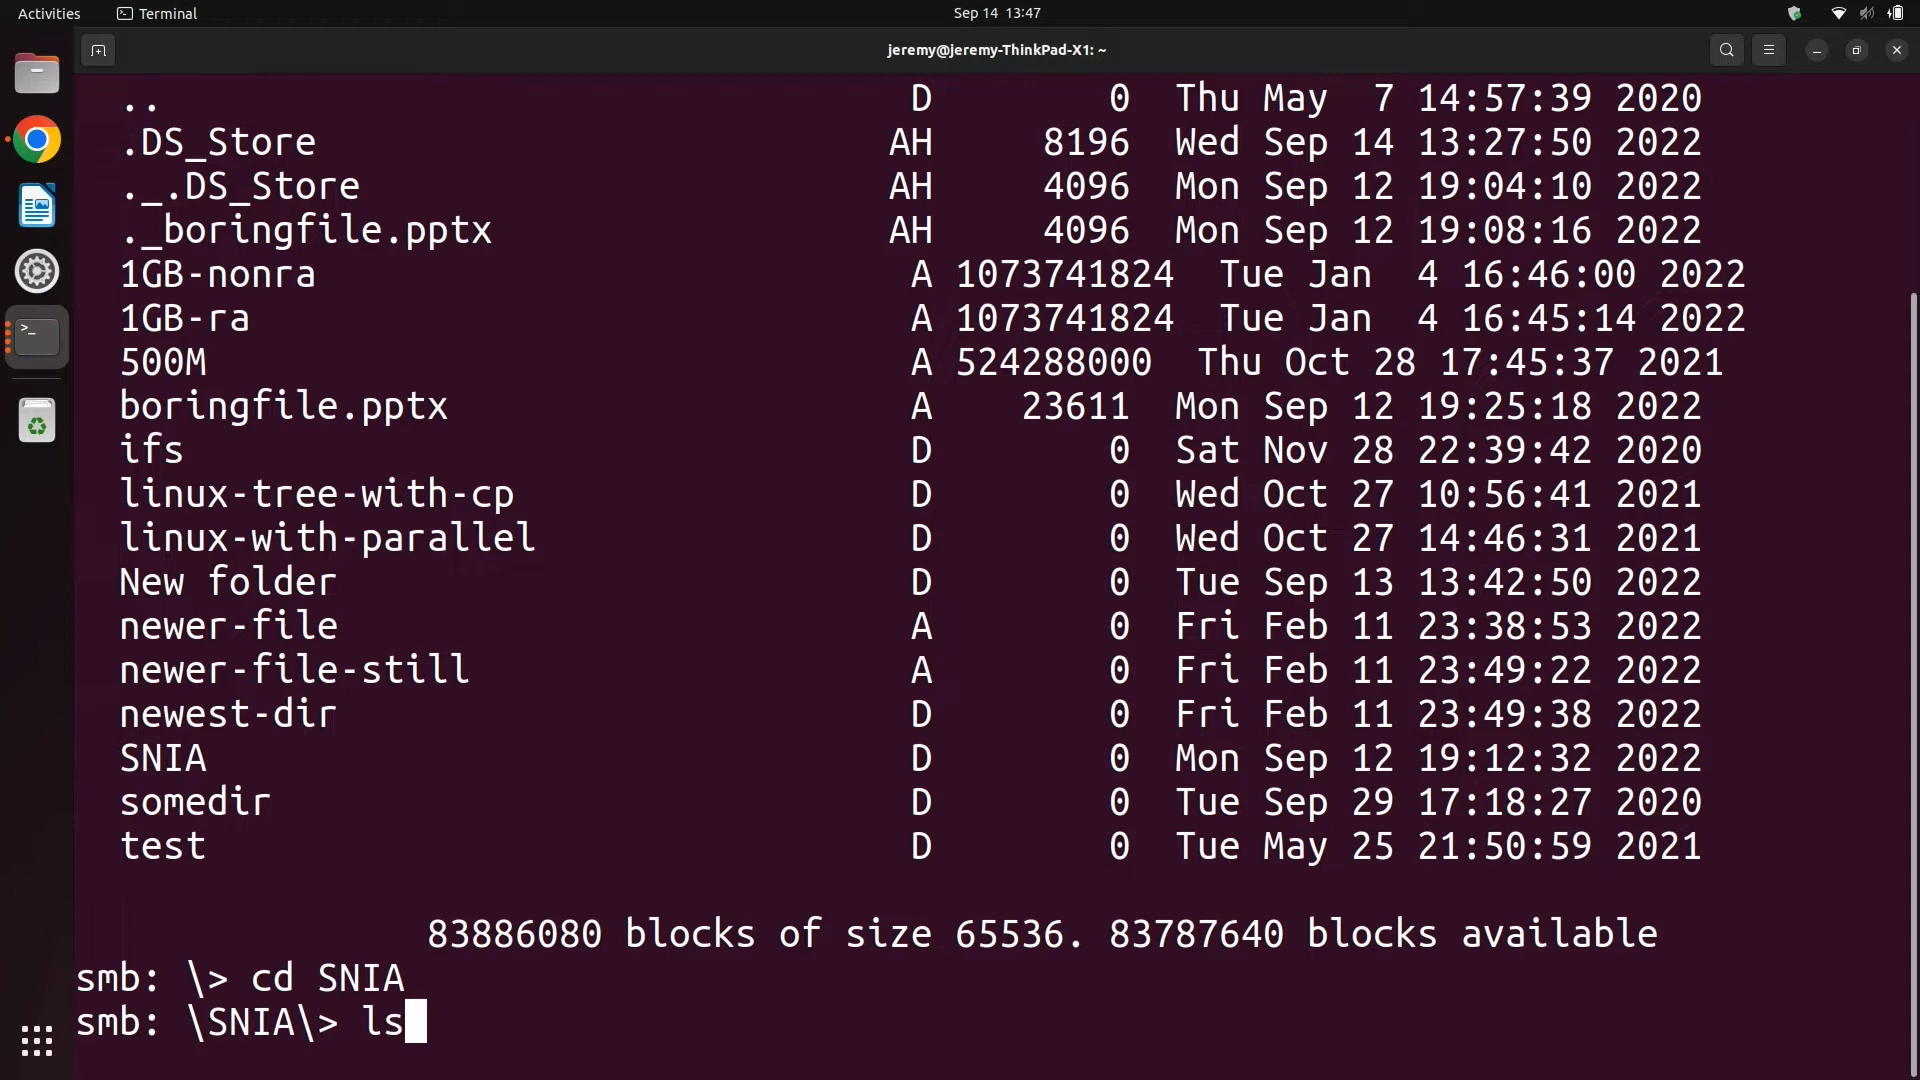 Activities
Terminal
Sep 14 13:47
jeremy@jeremy-ThinkPad-X1: ~
.. D 0 Thu May 7 14:57:39 2020
.DS_Store AH 8196 Wed Sep 14 13:27:50 2022
._.DS_Store AH 4096 Mon Sep 12 19:04:10 2022
._boringfile.pptx AH 4096 Mon Sep 12 19:08:16 2022
1GB-nonra A 1073741824 Tue Jan 4 16:46:00 2022
1GB-ra A 1073741824 Tue Jan 4 16:45:14 2022
500M A 524288000 Thu Oct 28 17:45:37 2021
boringfile.pptx A 23611 Mon Sep 12 19:25:18 2022
ifs D 0 Sat Nov 28 22:39:42 2020
linux-tree-with-cp D 0 Wed Oct 27 10:56:41 2021
linux-with-parallel D 0 Wed Oct 27 14:46:31 2021
New folder D 0 Tue Sep 13 13:42:50 2022
newer-file A 0 Fri Feb 11 23:38:53 2022
newer-file-still A 0 Fri Feb 11 23:49:22 2022
newest-dir D 0 Fri Feb 11 23:49:38 2022
SNIA D 0 Mon Sep 12 19:12:32 2022
somedir D 0 Tue Sep 29 17:18:27 2020
test D 0 Tue May 25 21:50:59 2021
83886080 blocks of size 65536. 83787640 blocks available
smb: \> cd SNIA
smb: \SNIA\> ls